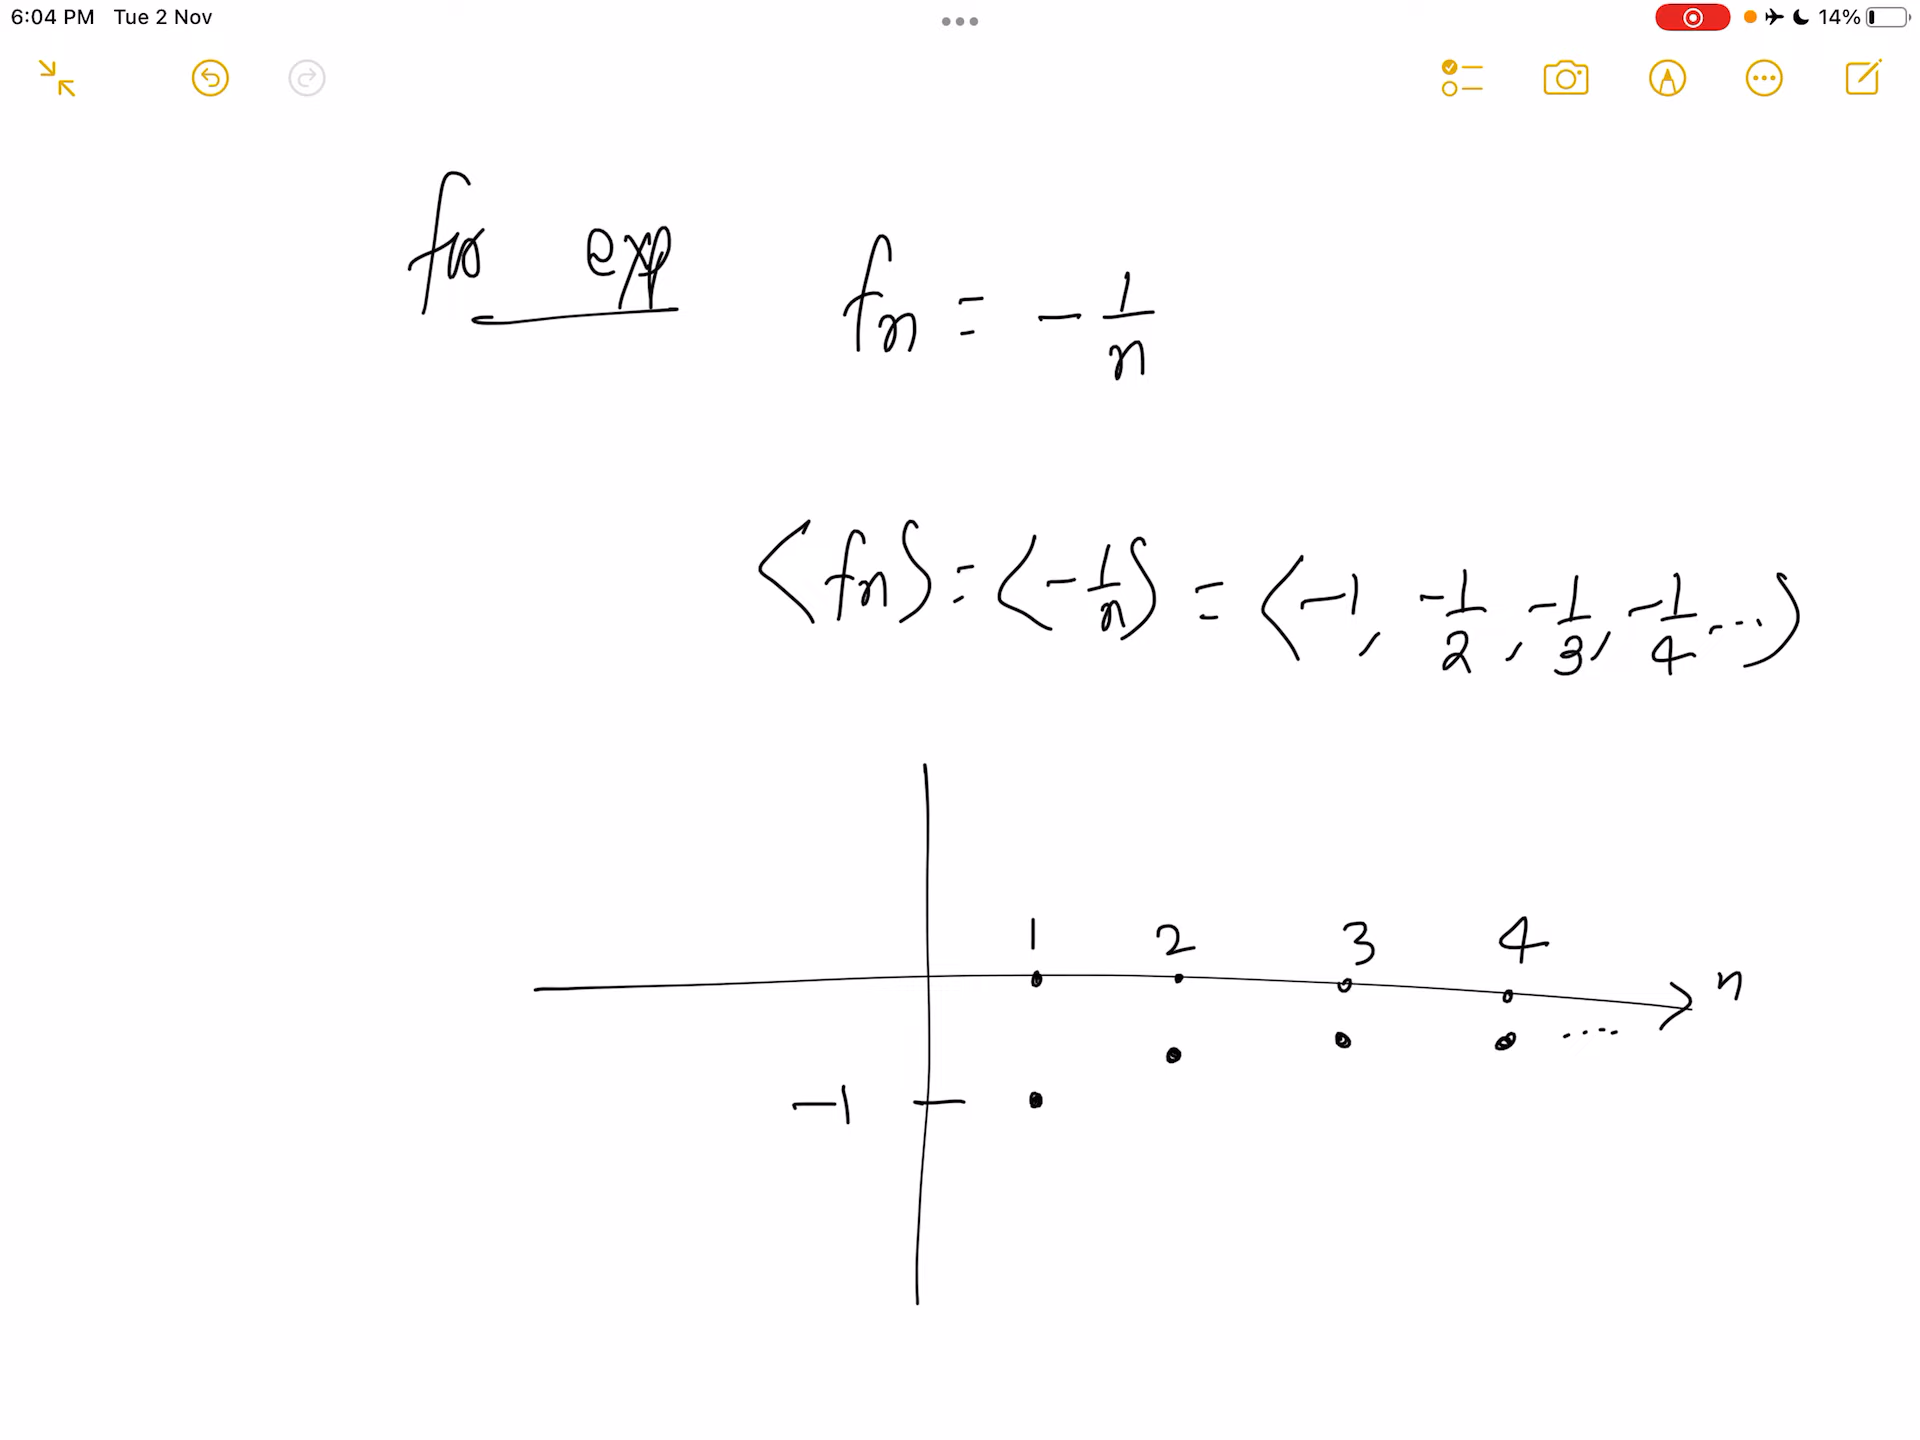 6:04 PM Tue 2 Nov 14%
for exp fn = -1/n
<fn> = <-1/n> = <-1, -1/2, -1/3, -1/4 ...>
1 2 3 4
n
....
-1